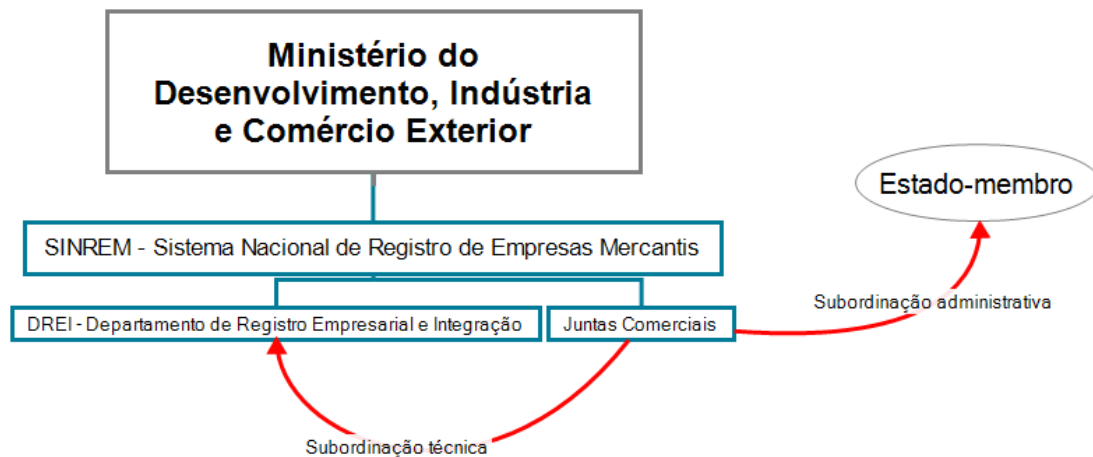 Ministério do
Desenvolvimento, Indústria
e Comércio Exterior
Estado-membro
SINREM - Sistema Nacional de Registro de Empresas Mercantis
Subordinação administrativa
DREI - Departamento de Registro Empresarial e Integração
Juntas Comerciais
Subordinação técnica